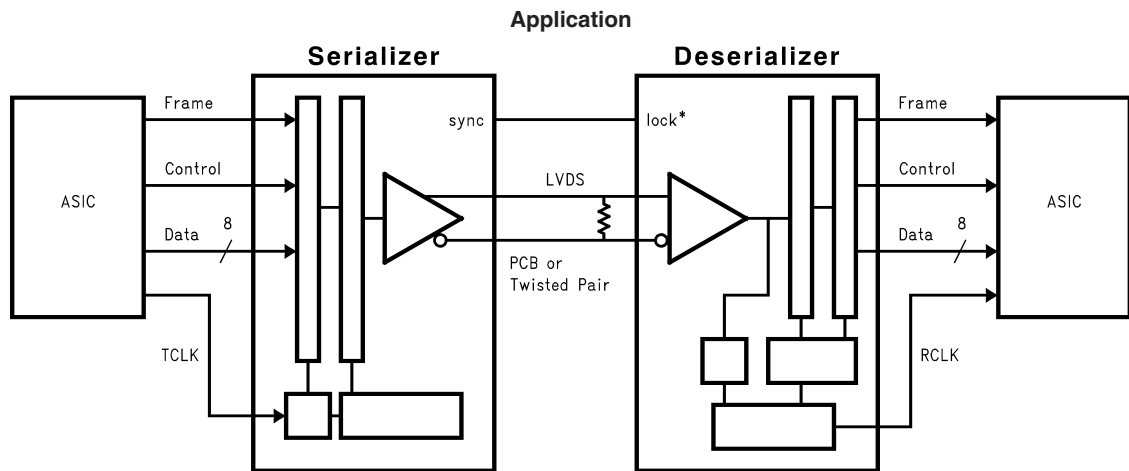 Application
Serializer
Deserializer
ASIC
Frame
Control
Data
8
TCLK
sync
lock*
LVDS
PCB or
Twisted Pair
Frame
Control
Data
8
RCLK
ASIC